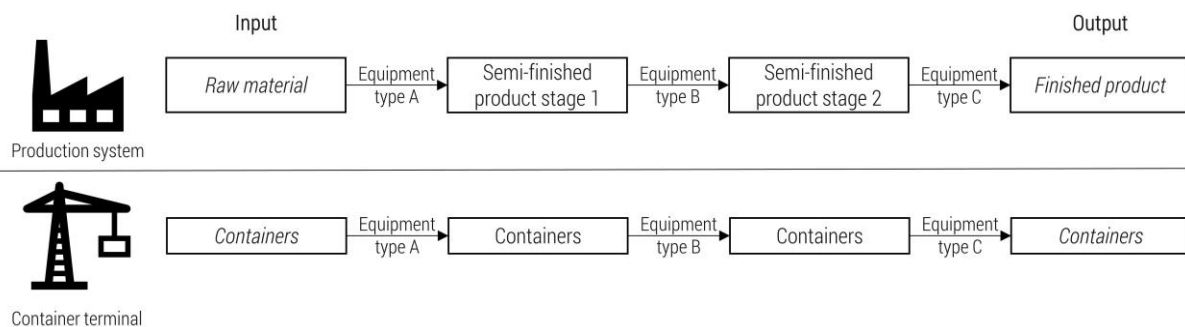 Input
Output
Raw material
Equipment
type A
Semi-finished
product stage 1
Equipment
type B
Semi-finished
product stage 2
Equipment
type C
Finished product
Production system
Containers
Equipment
type A
Containers
Equipment
type B
Containers
Equipment
type C
Containers
Container terminal